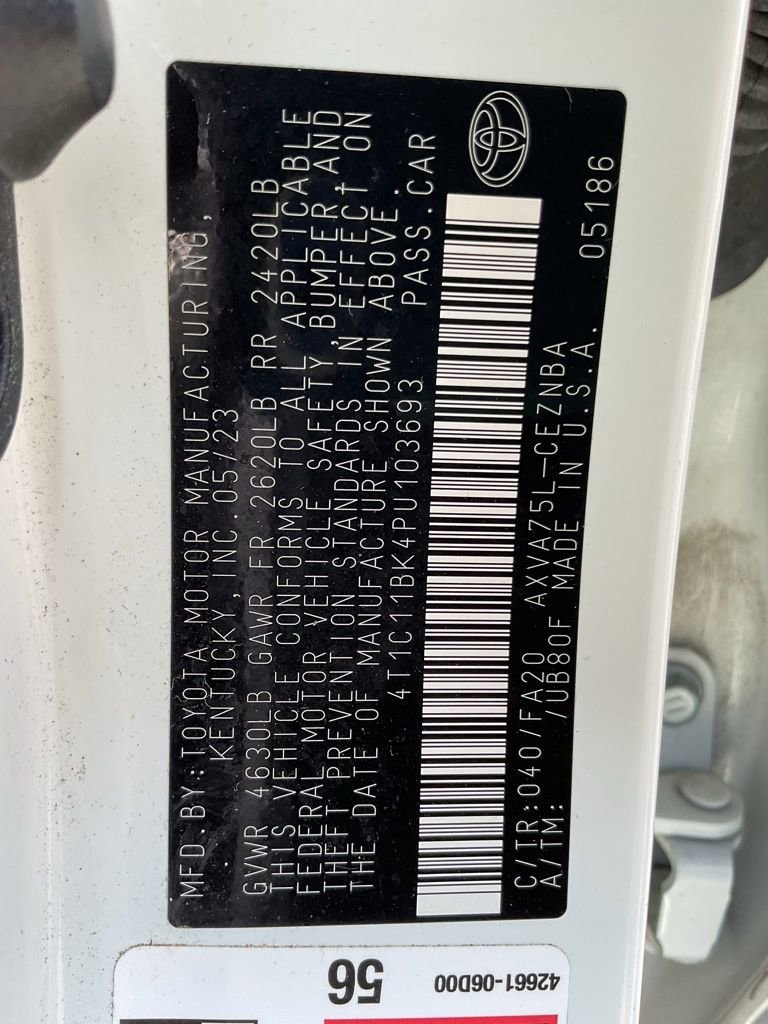 MFD.BY:TOYOTA MOTOR MANUFACTURING,
KENTUCKY,INC.05/23
GVWR 4630LB GAWR FR 2620LB RR 2420LB
THIS VEHICLE CONFORMS TO ALL APPLICABLE
FEDERAL MOTOR VEHICLE SAFETY,BUMPER,AND
THEFT PREVENTION STANDARDS IN EFFECT ON
THE DATE OF MANUFACTURE SHOWN ABOVE.
4T1C11BK4PU103693 PASS.CAR
C/TR:040/FA20 AXVA75L-CEZNBA 05186
A/TM: /UB80F MADE IN U.S.A.
56 42661-06D00